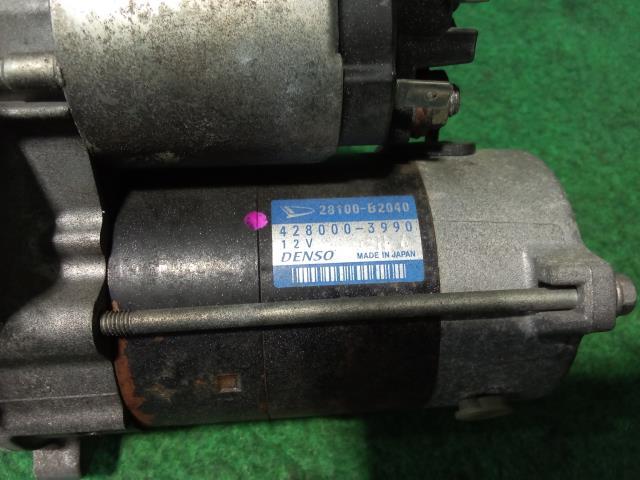 28100-B2040
428000-3990
12V
DENSO MADE IN JAPAN